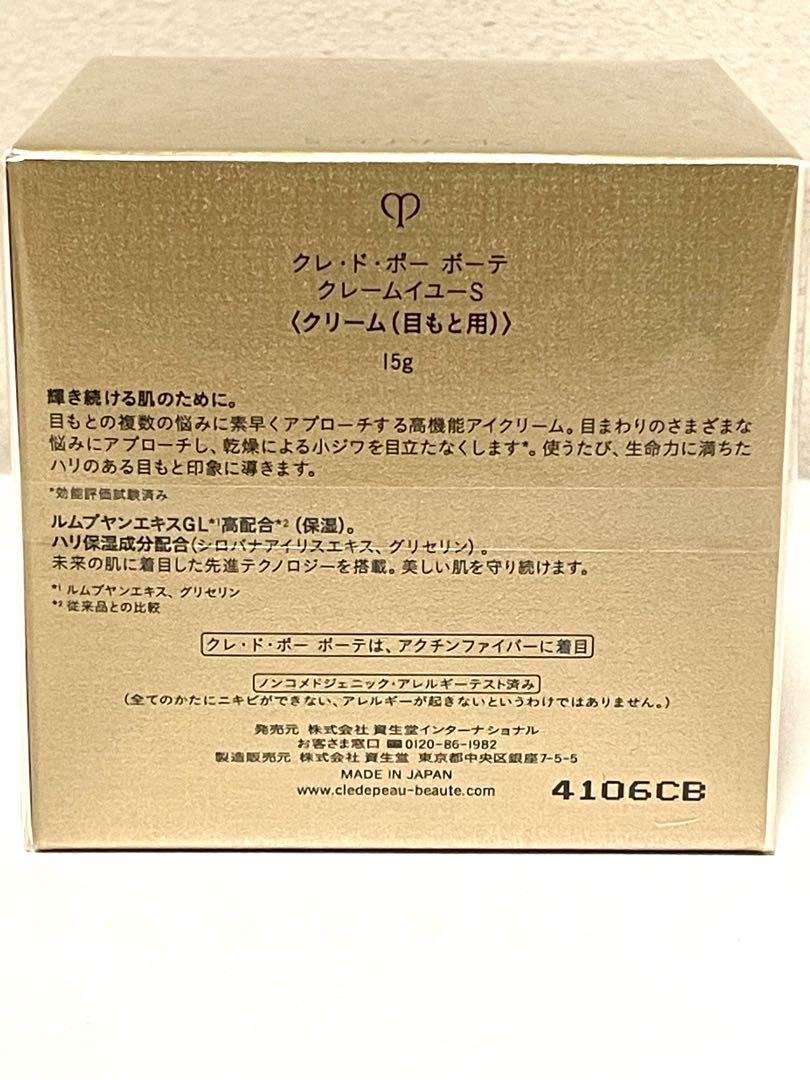 クレ・ド・ポー ボーテ
クレームイユーS
〈クリーム(目もと用)〉
15g
輝き続ける肌のために。
目もとの複数の悩みに素早くアプローチする高機能アイクリーム。目まわりのさまざまな
悩みにアプローチし、乾燥による小ジワを目立たなくします*。使うたび、生命力に満ちた
ハリのある目もと印象に導きます。
*効能評価試験済み
ルムプヤンエキスGL*1高配合*2(保湿)。
ハリ保湿成分配合(シロバナアイリスエキス、グリセリン)。
未来の肌に着目した先進テクノロジーを搭載。美しい肌を守り続けます。
*1 ルムプヤンエキス、グリセリン
*2 従来品との比較
クレ・ド・ポー ボーテは、アクチンファイバーに着目
ノンコメドジェニック・アレルギーテスト済み
(全てのかたにニキビができない、アレルギーが起きないというわけではありません。)
発売元 株式会社 資生堂インターナショナル
お客さま窓口 0120-86-1982
製造販売元 株式会社 資生堂 東京都中央区銀座7-5-5
MADE IN JAPAN
www.cledepeau-beaute.com
4106CB